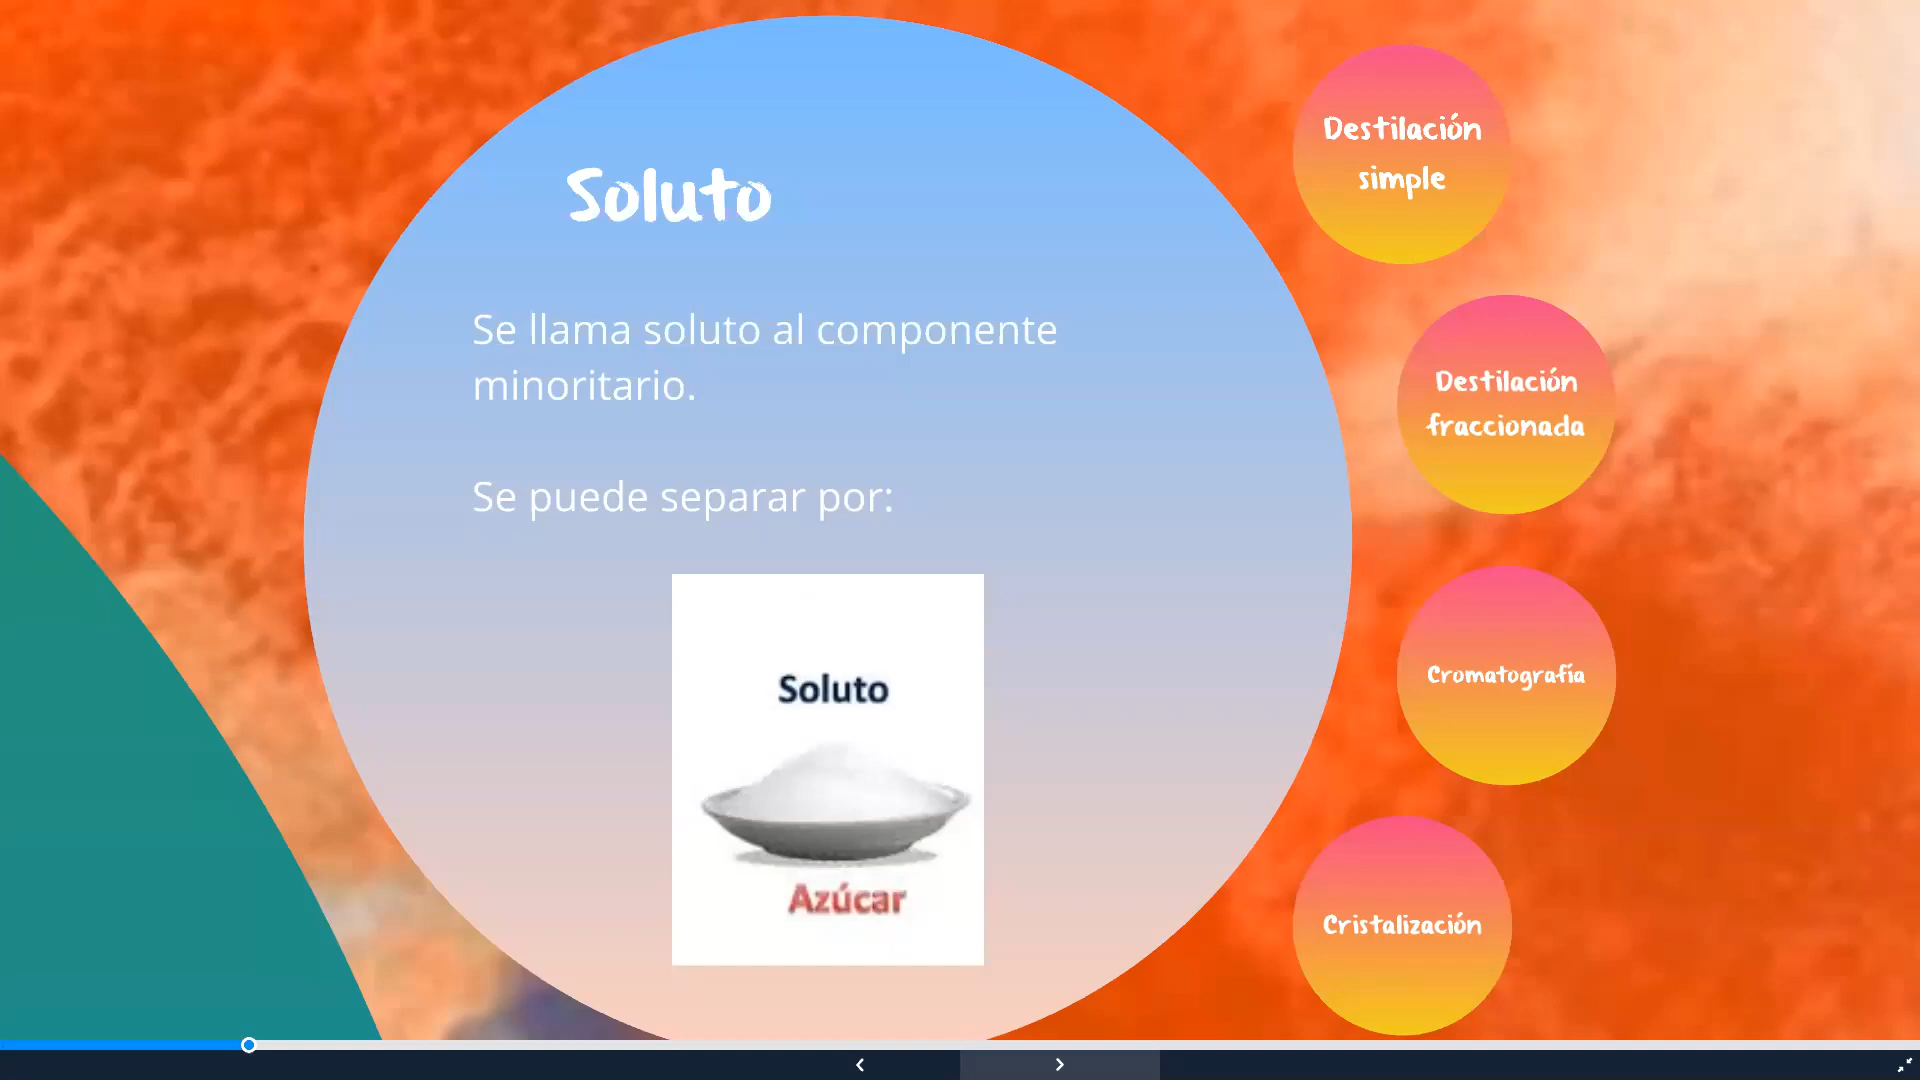 Soluto
Se llama soluto al componente
minoritario.
Se puede separar por:
Soluto
Azúcar
Destilación
simple
Destilación
fraccionada
Cromatografía
Cristalización